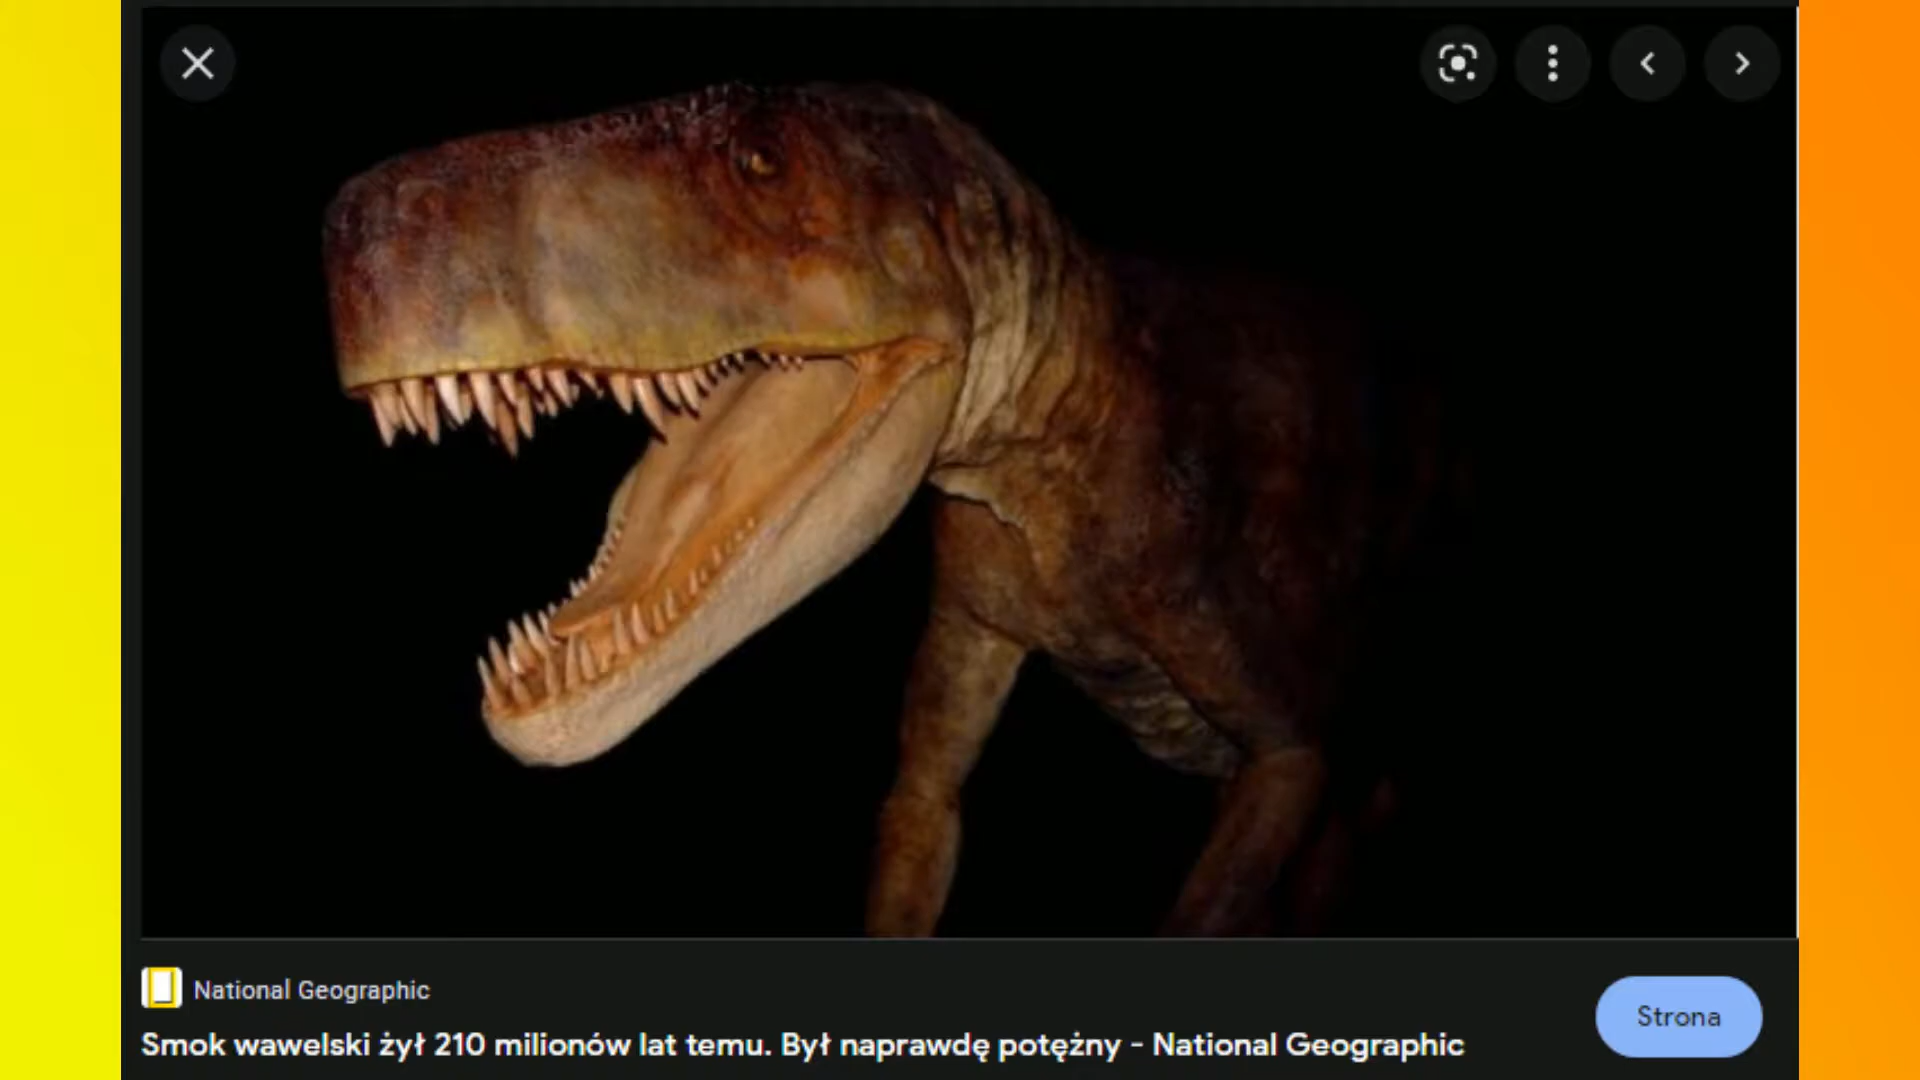 National Geographic
Smok wawelski żył 210 milionów lat temu. Był naprawdę potężny - National Geographic
Strona